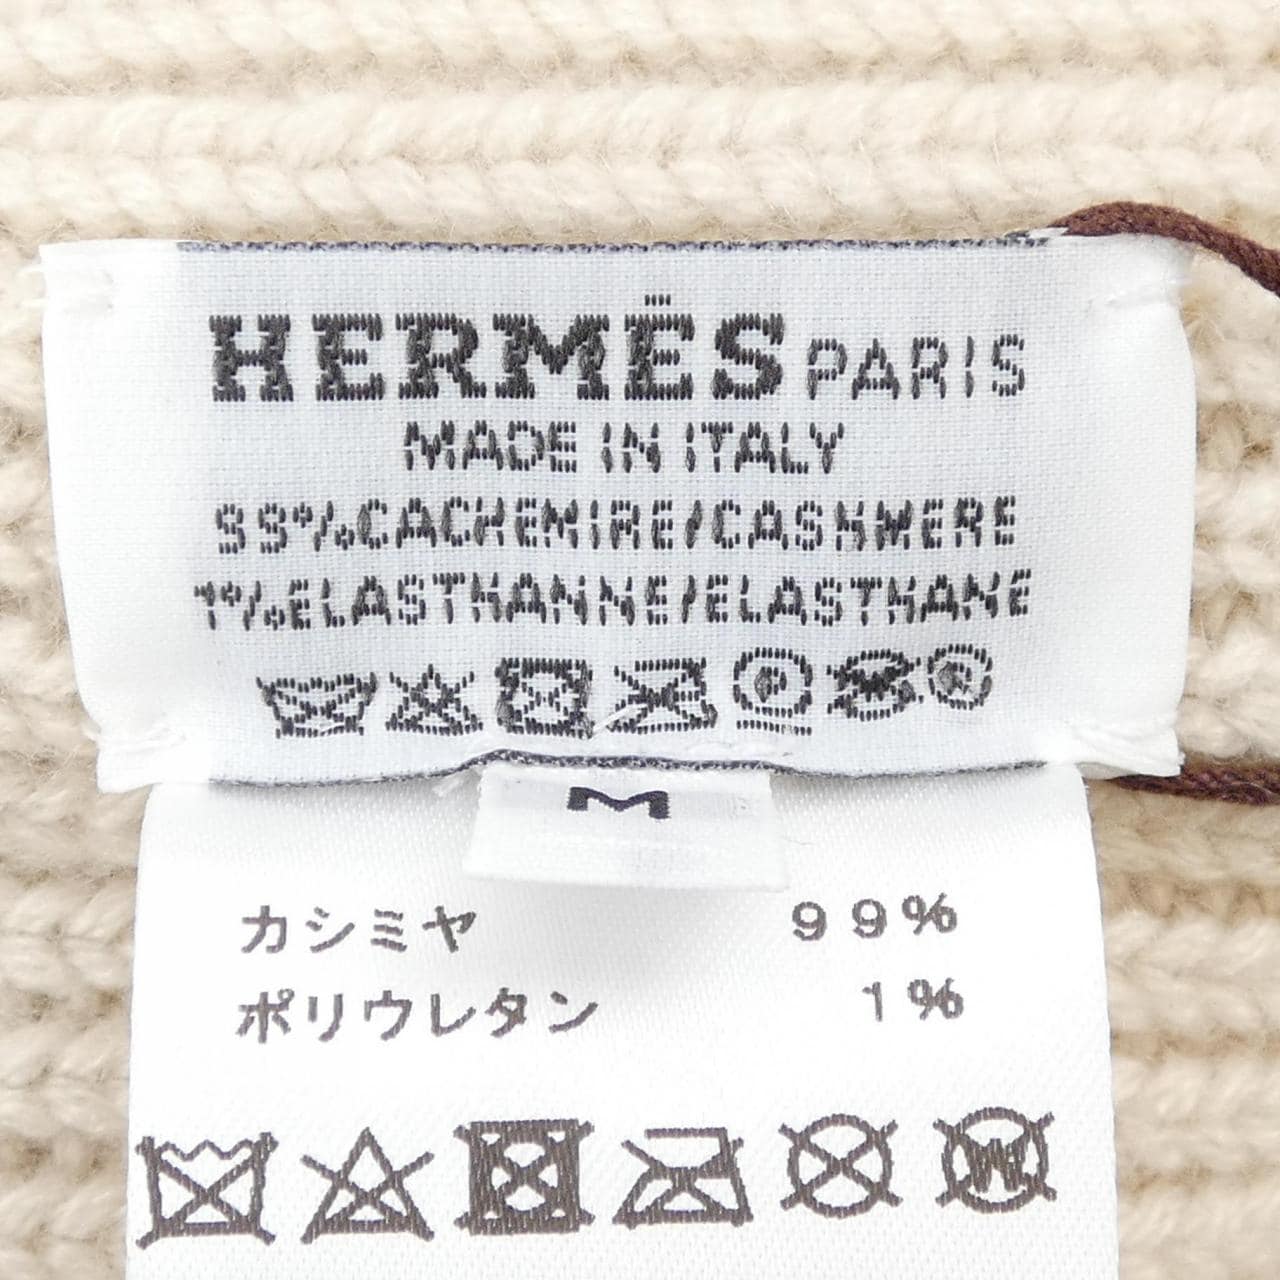 HERMÈS PARIS
MADE IN ITALY
99%CACHEMIRE/CASHMERE
1%ELASTHANNE/ELASTHANE
P
M
カシミヤ 99%
ポリウレタン 1%